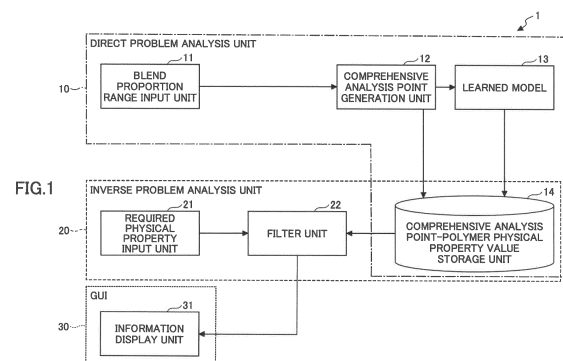 1
DIRECT PROBLEM ANALYSIS UNIT
11
12
13
BLEND
PROPORTION
RANGE INPUT UNIT
COMPREHENSIVE
ANALYSIS POINT
GENERATION UNIT
LEARNED MODEL
10
FIG.1
INVERSE PROBLEM ANALYSIS UNIT
21
22
14
REQUIRED
PHYSICAL
PROPERTY
INPUT UNIT
FILTER UNIT
COMPREHENSIVE ANALYSIS
POINT-POLYMER PHYSICAL
PROPERTY VALUE
STORAGE UNIT
20
GUI
31
INFORMATION
DISPLAY UNIT
30